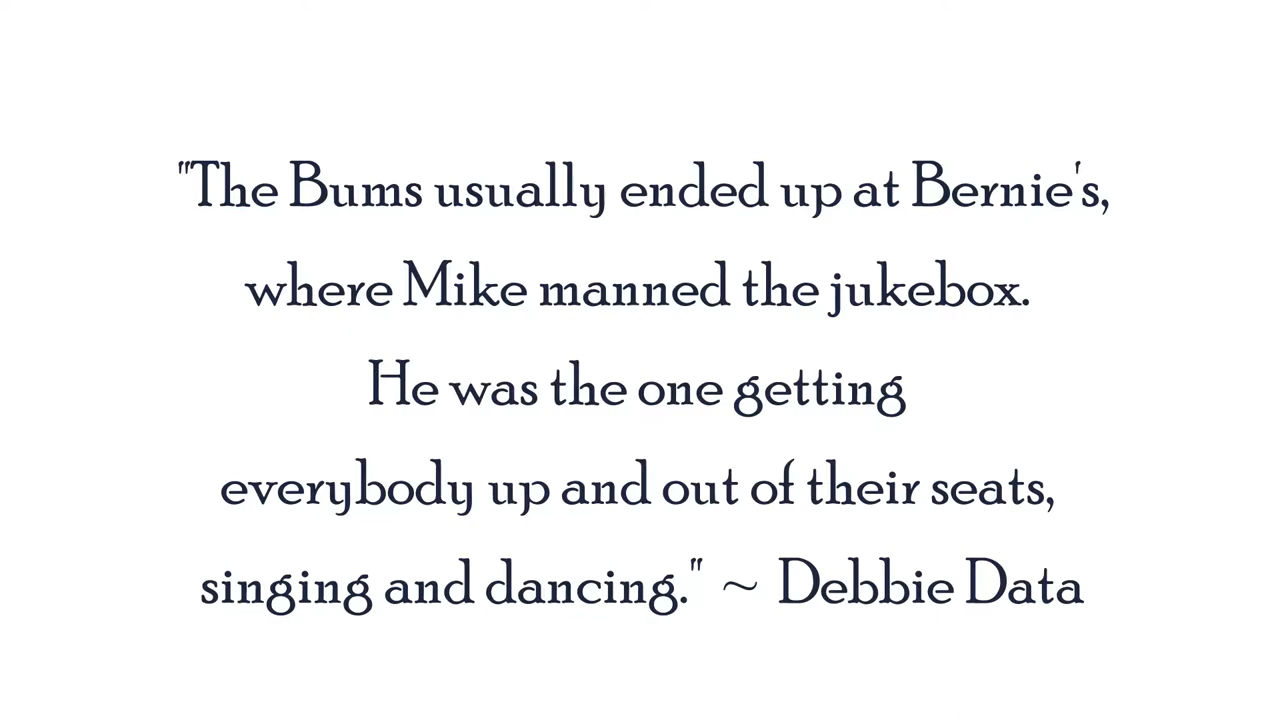 "The Bums usually ended up at Bernie's,
where Mike manned the jukebox.
He was the one getting
everybody up and out of their seats,
singing and dancing." ~ Debbie Data